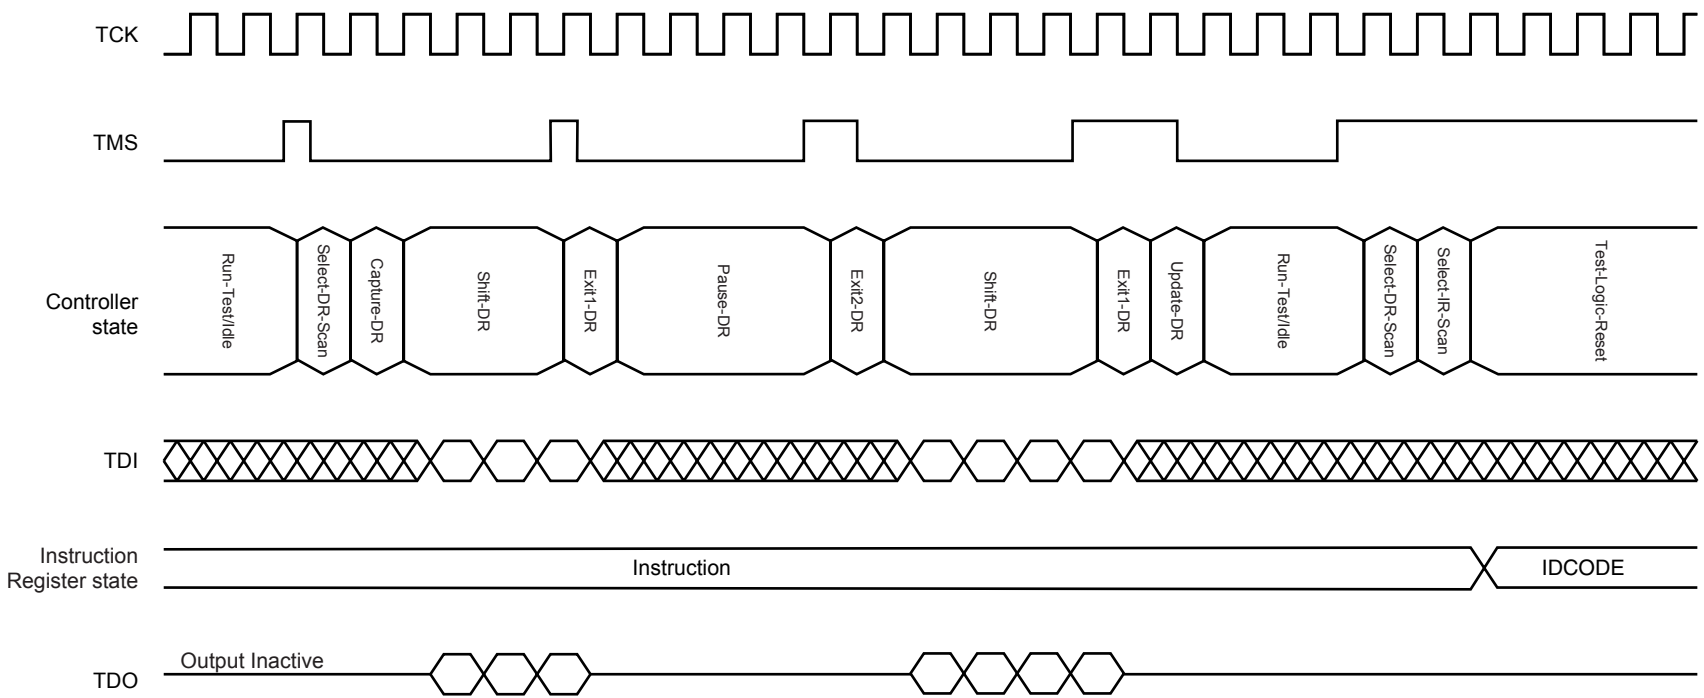 TCK
TMS
Controller
state
Run-Test/Idle
Select-DR-Scan
Capture-DR
Shift-DR
Exit1-DR
Pause-DR
Exit2-DR
Shift-DR
Exit1-DR
Update-DR
Run-Test/Idle
Select-DR-Scan
Select-IR-Scan
Test-Logic-Reset
TDI
Instruction
Register state
Instruction
IDCODE
TDO
Output Inactive